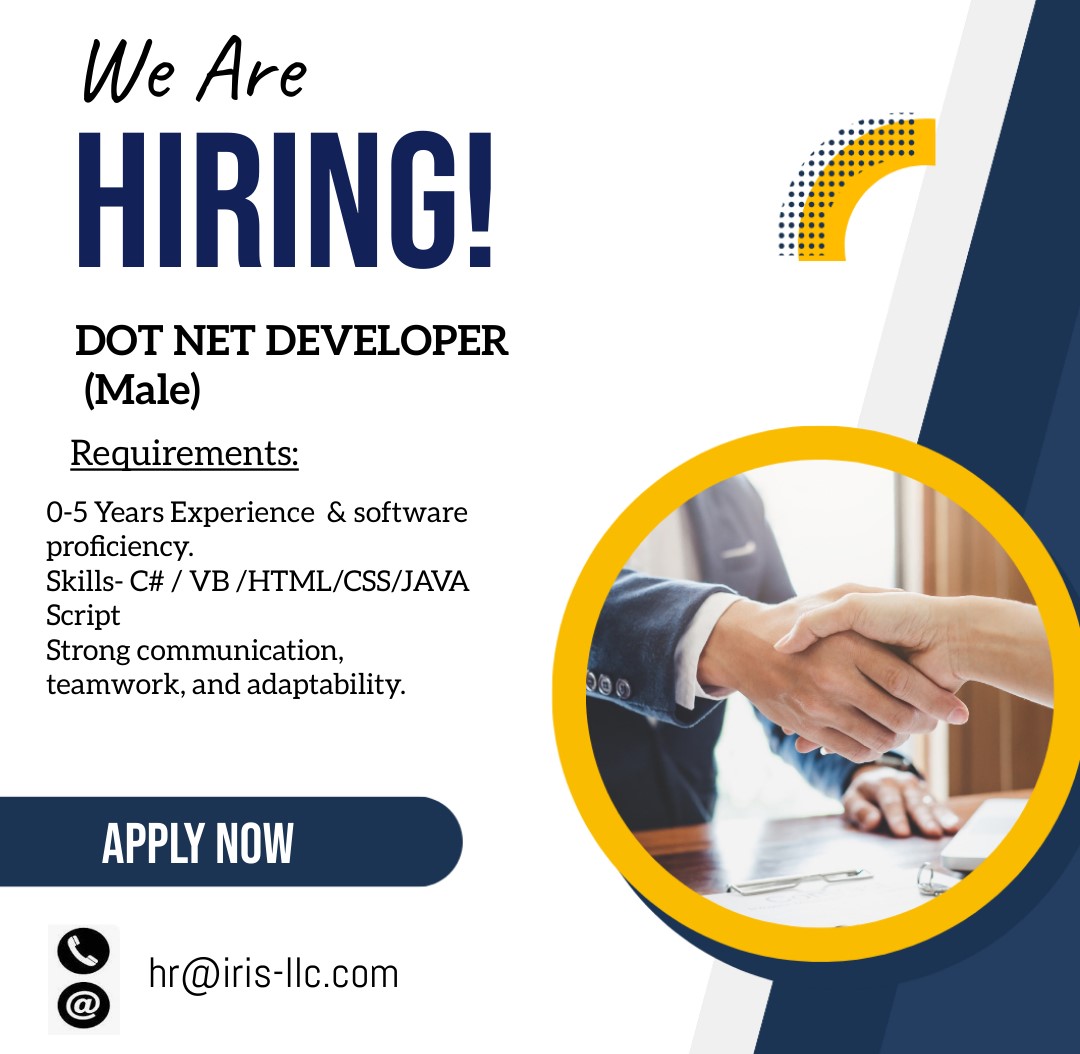 We Are
HIRING!
DOT NET DEVELOPER
(Male)
Requirements:
0-5 Years Experience & software
proficiency.
Skills- C# / VB /HTML/CSS/JAVA
Script
Strong communication,
teamwork, and adaptability.
APPLY NOW
hr@iris-llc.com
@